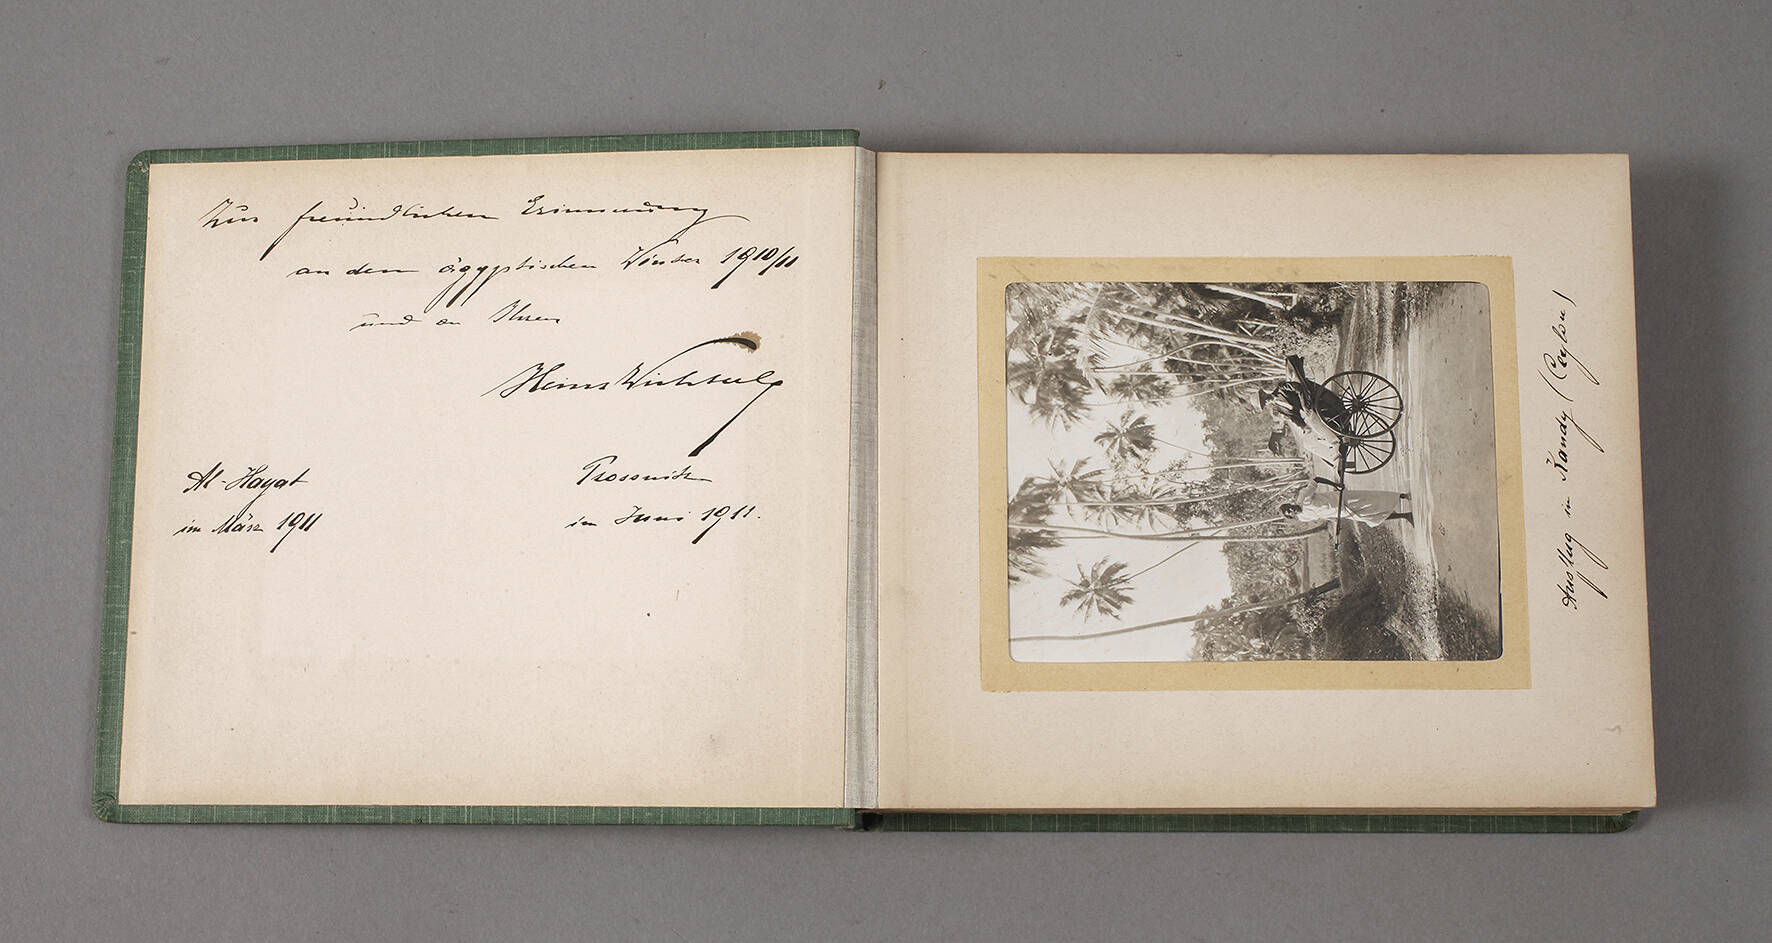 Zur freundlichen Erinnerung
an den ägyptischen Winter 1910/11
und an Ihren
Al-Hayat
im März 1911
Prossnitz
im Juni 1911.
Ausflug in Kandy (Ceylon)